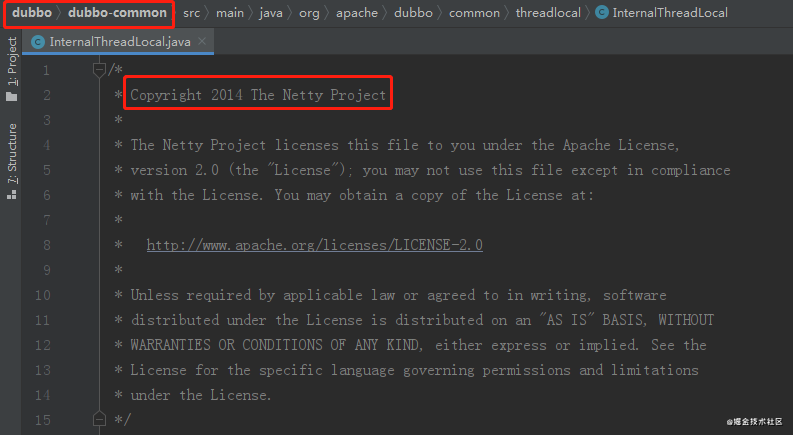 dubbo dubbo-common src main java org apache dubbo common threadlocal InternalThreadLocal
InternalThreadLocal.java
1: Project
7: Structure
1 /*
2 * Copyright 2014 The Netty Project
3 *
4 * The Netty Project licenses this file to you under the Apache License,
5 * version 2.0 (the "License"); you may not use this file except in compliance
6 * with the License. You may obtain a copy of the License at:
7 *
8 * http://www.apache.org/licenses/LICENSE-2.0
9 *
10 * Unless required by applicable law or agreed to in writing, software
11 * distributed under the License is distributed on an "AS IS" BASIS, WITHOUT
12 * WARRANTIES OR CONDITIONS OF ANY KIND, either express or implied. See the
13 * License for the specific language governing permissions and limitations
14 * under the License.
15 */
@掘金技术社区